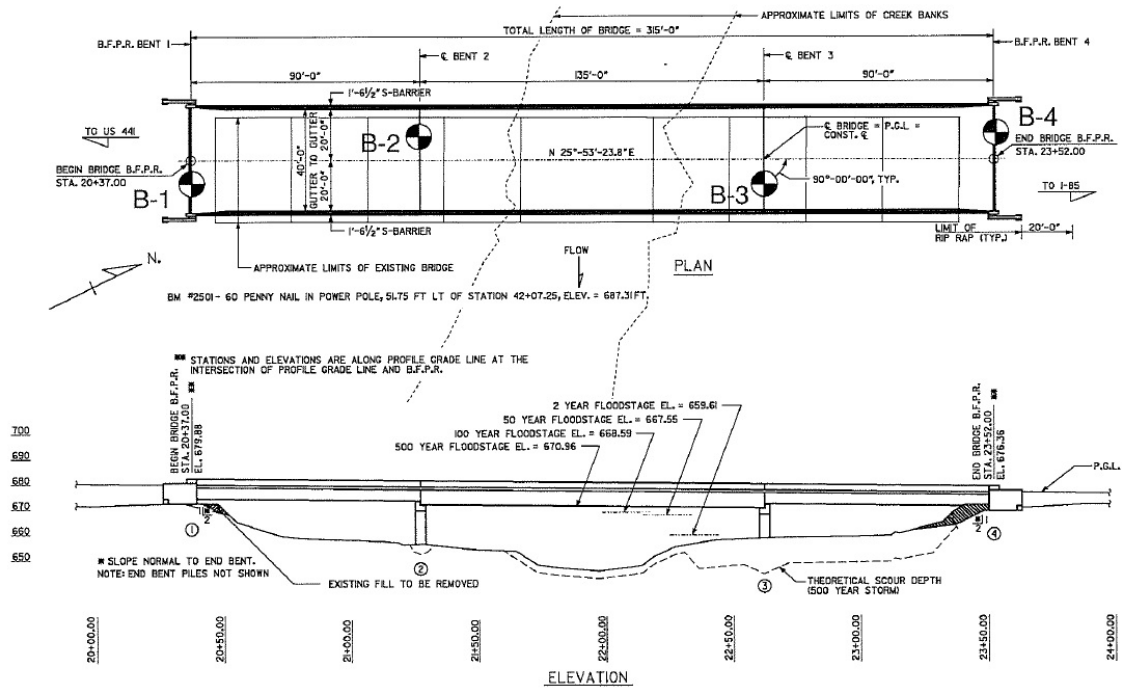 APPROXIMATE LIMITS OF CREEK BANKS
TOTAL LENGTH OF BRIDGE = 315'-0"
B.F.P.R. BENT 1
℄ BENT 2
℄ BENT 3
B.F.P.R. BENT 4
90'-0"
135'-0"
90'-0"
1'-6½" S-BARRIER
TO US 441
B-2
B-4
40'-0"
GUTTER TO GUTTER
20'-0"
20'-0"
℄ BRIDGE = P.G.L =
CONST. ℄
N 25°-53'-23.8"E
BEGIN BRIDGE B.F.P.R.
STA. 20+37.00
END BRIDGE B.F.P.R.
STA. 23+52.00
B-1
B-3
90°-00'-00", TYP.
TO I-85
1'-6½" S-BARRIER
LIMIT OF
RIP RAP (TYP.)
20'-0"
FLOW
N.
APPROXIMATE LIMITS OF EXISTING BRIDGE
PLAN
BM #2501 - 60 PENNY NAIL IN POWER POLE, 51.75 FT LT OF STATION 42+07.25, ELEV. = 687.31FT.
** STATIONS AND ELEVATIONS ARE ALONG PROFILE GRADE LINE AT THE
INTERSECTION OF PROFILE GRADE LINE AND B.F.P.R.
BEGIN BRIDGE B.F.P.R.
STA. 20+37.00 **
EL. 679.88
2 YEAR FLOODSTAGE EL. = 659.61
50 YEAR FLOODSTAGE EL. = 667.55
100 YEAR FLOODSTAGE EL. = 668.59
500 YEAR FLOODSTAGE EL. = 670.96
END BRIDGE B.F.P.R.
STA. 23+52.00 **
EL. 676.36
700
690
680
670
660
650
P.G.L.
1
* 1
2
* 1
2
4
2
3
* SLOPE NORMAL TO END BENT.
NOTE: END BENT PILES NOT SHOWN
EXISTING FILL TO BE REMOVED
THEORETICAL SCOUR DEPTH
(500 YEAR STORM)
20+00.00
20+50.00
21+00.00
21+50.00
22+00.00
22+50.00
23+00.00
23+50.00
24+00.00
ELEVATION